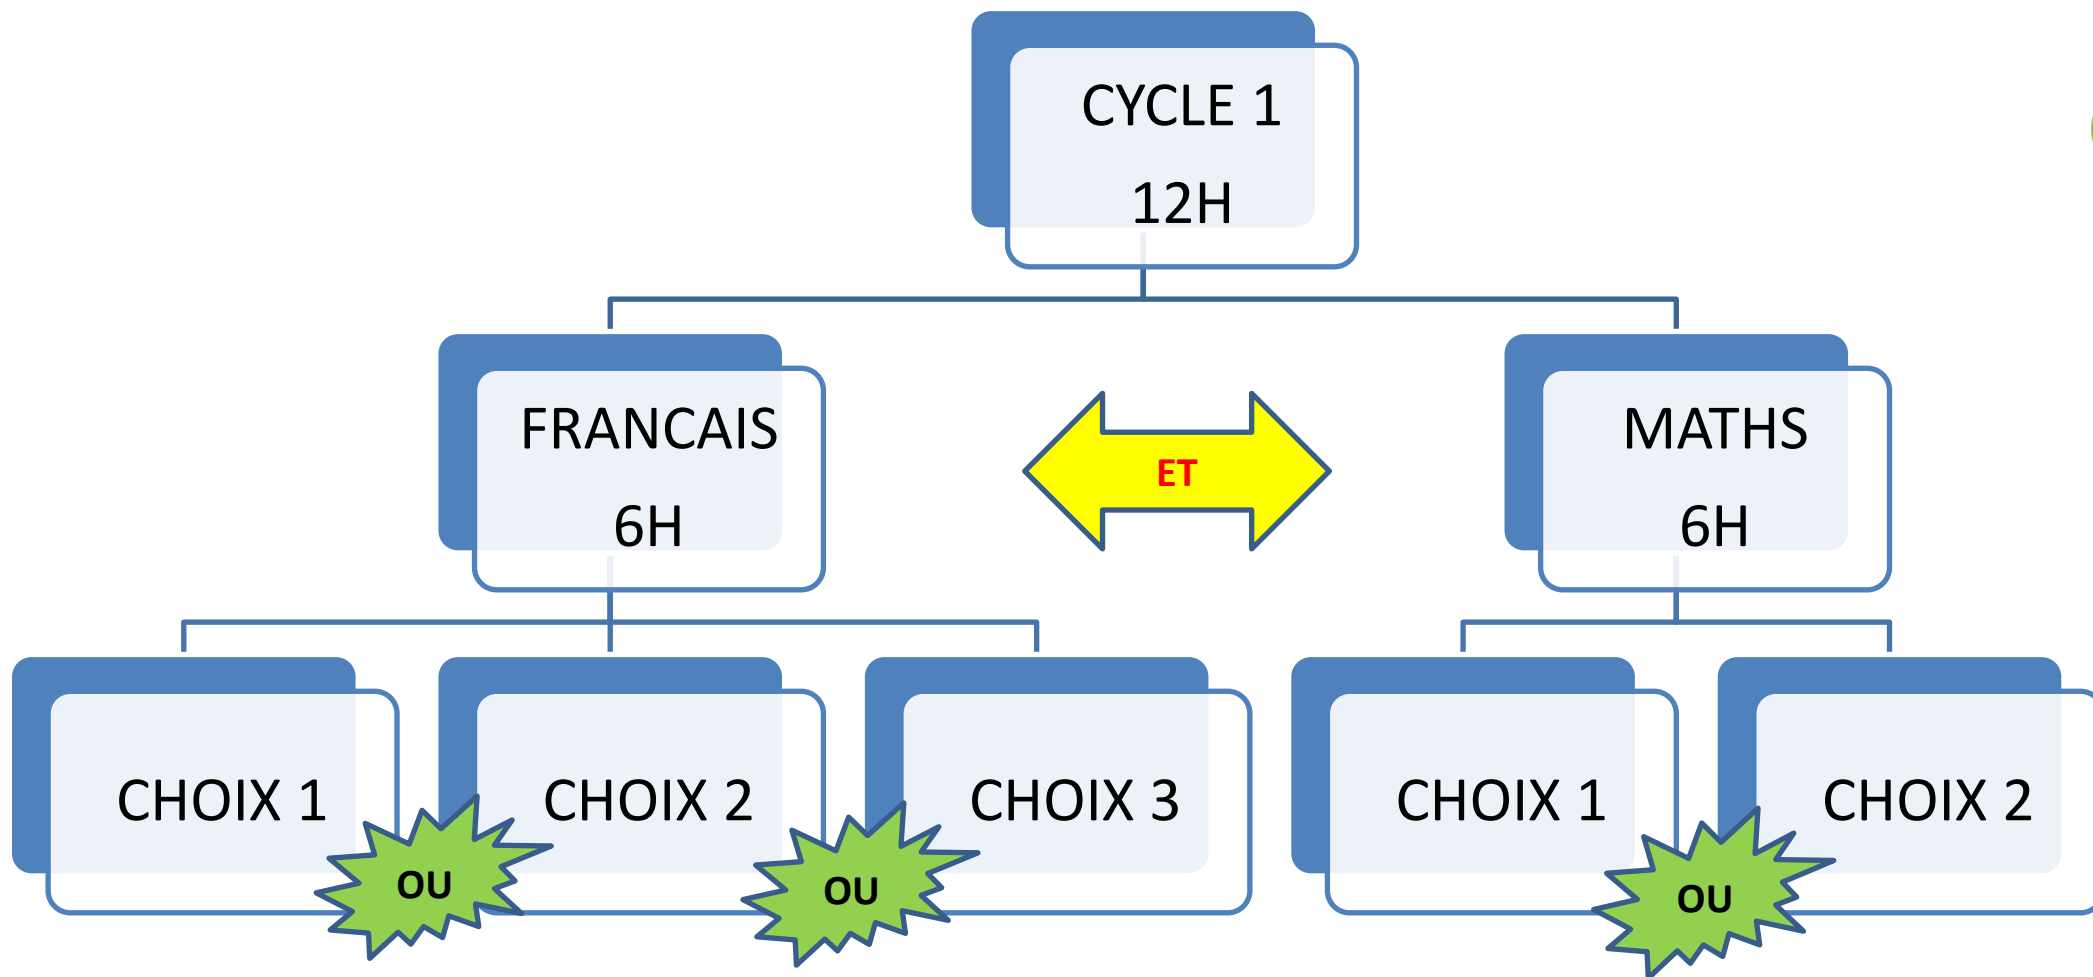 CYCLE 1
12H
FRANCAIS
6H
ET
MATHS
6H
CHOIX 1
OU
CHOIX 2
OU
CHOIX 3
CHOIX 1
OU
CHOIX 2